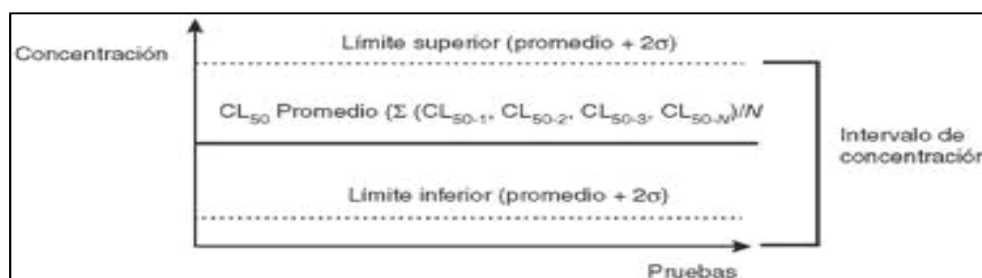 Concentración
Límite superior (promedio + 2σ)
CL50 Promedio (Σ (CL50-1, CL50-2, CL50-3, CL50-N)/N
Intervalo de
concentración
Límite inferior (promedio + 2σ)
Pruebas